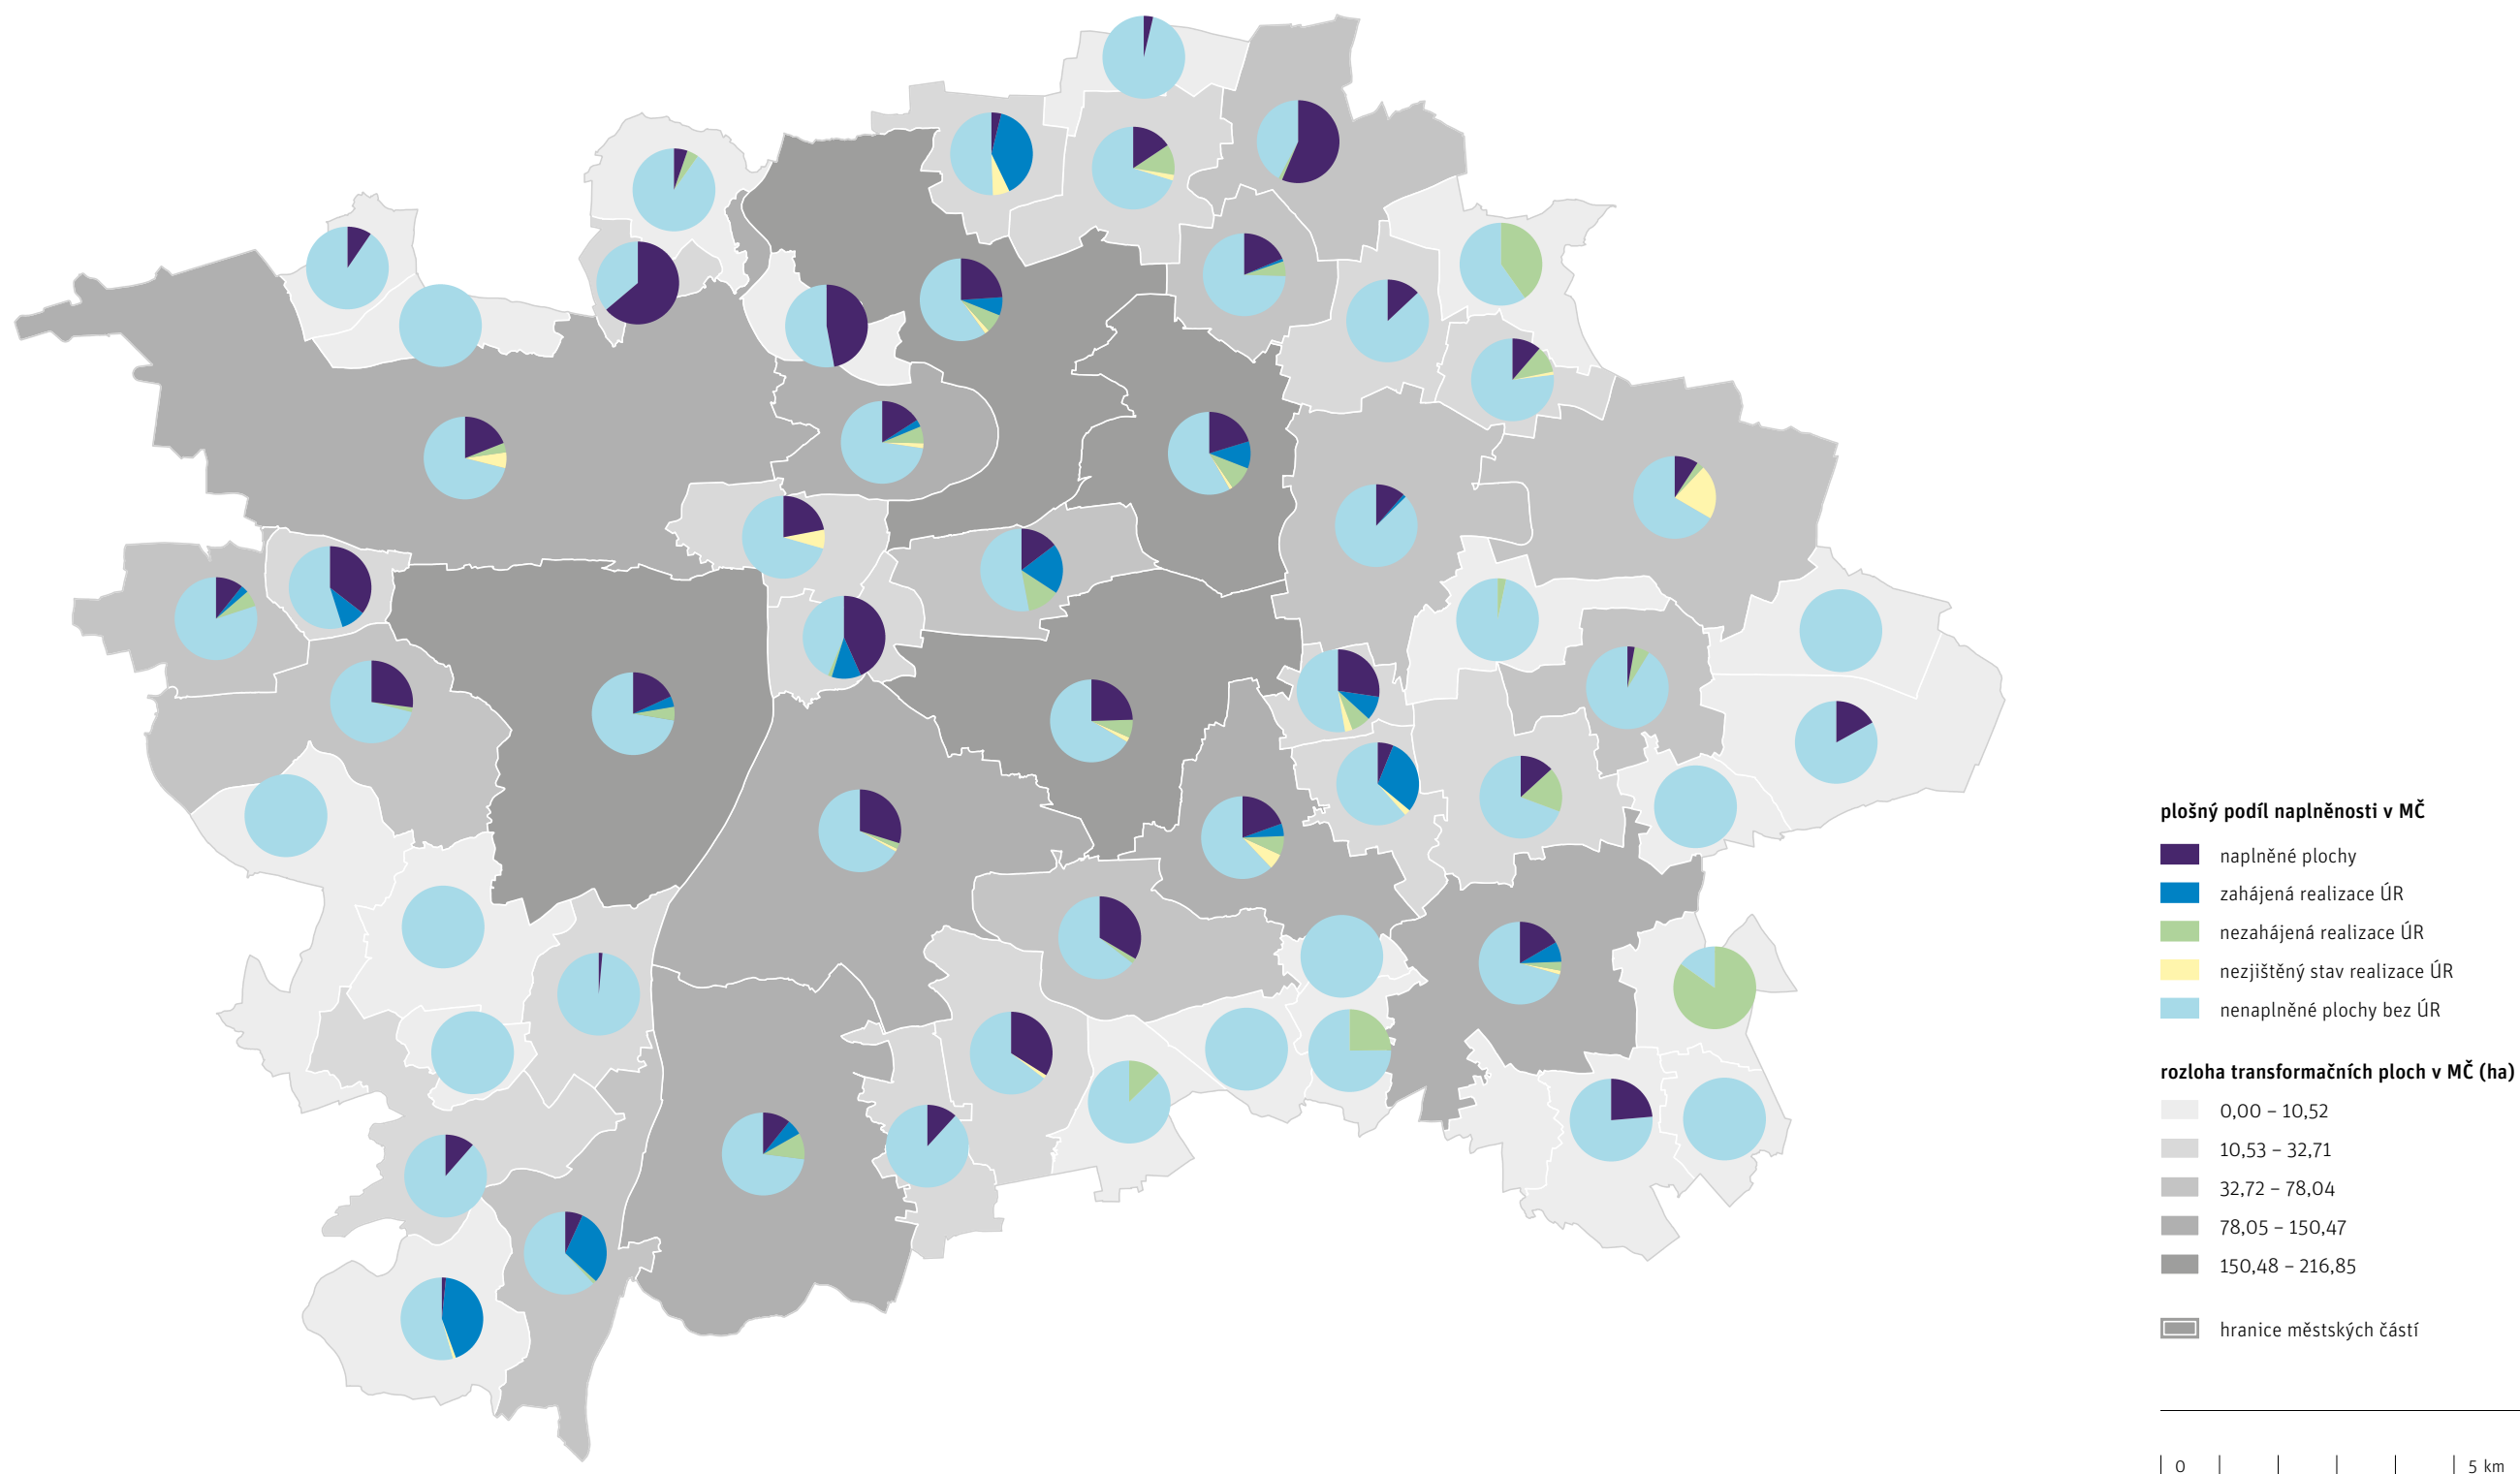 plošný podíl naplněnosti v MČ
naplněné plochy
zahájená realizace ÚR
nezahájená realizace ÚR
nezjištěný stav realizace ÚR
nenaplněné plochy bez ÚR
rozloha transformačních ploch v MČ (ha)
0,00 – 10,52
10,53 – 32,71
32,72 – 78,04
78,05 – 150,47
150,48 – 216,85
hranice městských částí
0 5 km